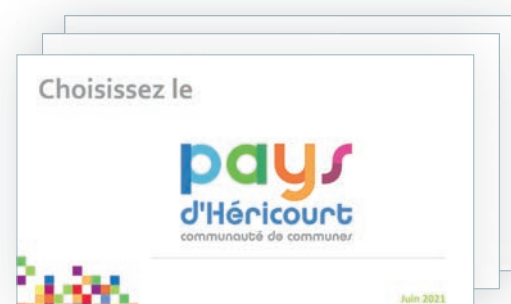 Choisissez le
pays
d'Héricourt
communauté de communes
Juin 2021